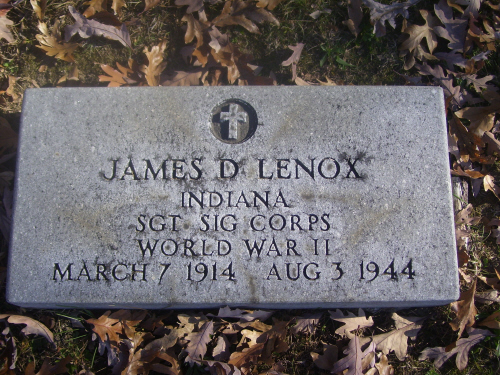 JAMES D LENOX
INDIANA
SGT SIG CORPS
WORLD WAR II
MARCH 7 1914 AUG 3 1944